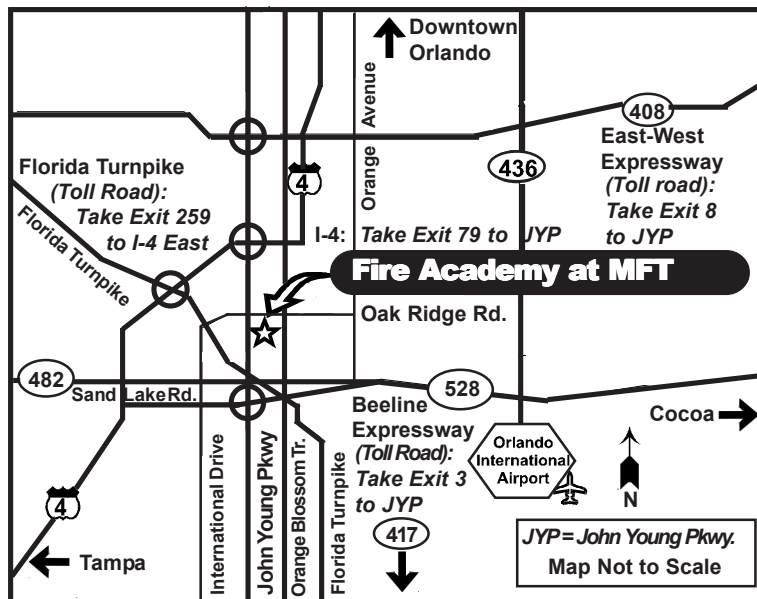 Downtown
Orlando
Orange Avenue
408
East-West
Expressway
(Toll road):
Take Exit 8
to JYP
436
Florida Turnpike
(Toll Road):
Take Exit 259
to I-4 East
4
Florida Turnpike
I-4: Take Exit 79 to JYP
Fire Academy at MFT
Oak Ridge Rd.
482
Sand Lake Rd.
528
Beeline
Expressway
(Toll Road):
Take Exit 3
to JYP
417
Cocoa
Orlando
International
Airport
N
International Drive
John Young Pkwy
Orange Blossom Tr.
Florida Turnpike
4
Tampa
JYP = John Young Pkwy.
Map Not to Scale